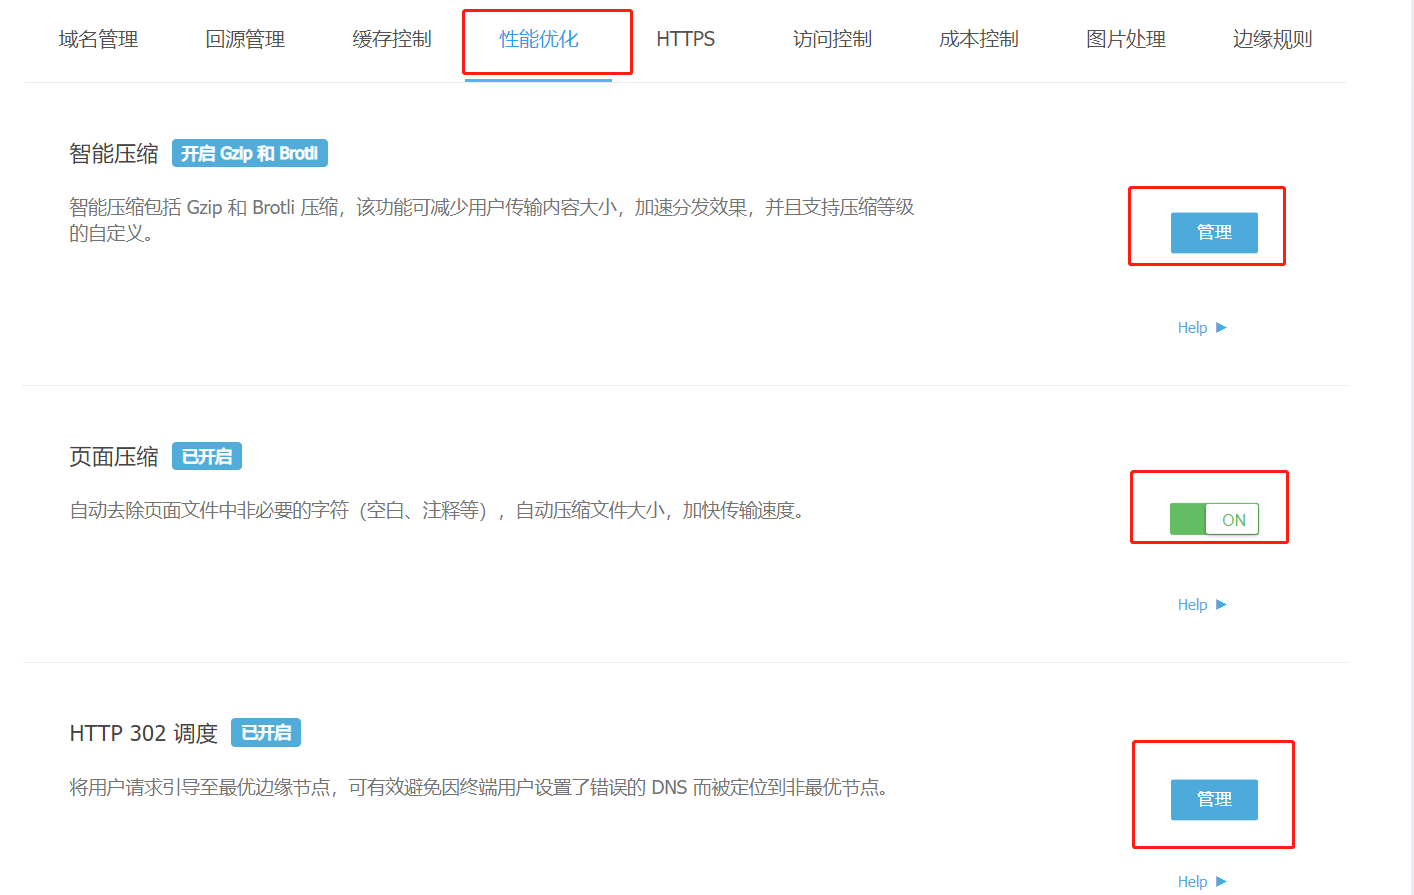 域名管理 回源管理 缓存控制 性能优化 HTTPS 访问控制 成本控制 图片处理 边缘规则
智能压缩 开启 Gzip 和 Brotli
智能压缩包括 Gzip 和 Brotli 压缩，该功能可减少用户传输内容大小，加速分发效果，并且支持压缩等级
的自定义。
管理
Help ▶
页面压缩 已开启
自动去除页面文件中非必要的字符（空白、注释等），自动压缩文件大小，加快传输速度。
ON
Help ▶
HTTP 302 调度 已开启
将用户请求引导至最优边缘节点，可有效避免因终端用户设置了错误的 DNS 而被定位到非最优节点。
管理
Help ▶